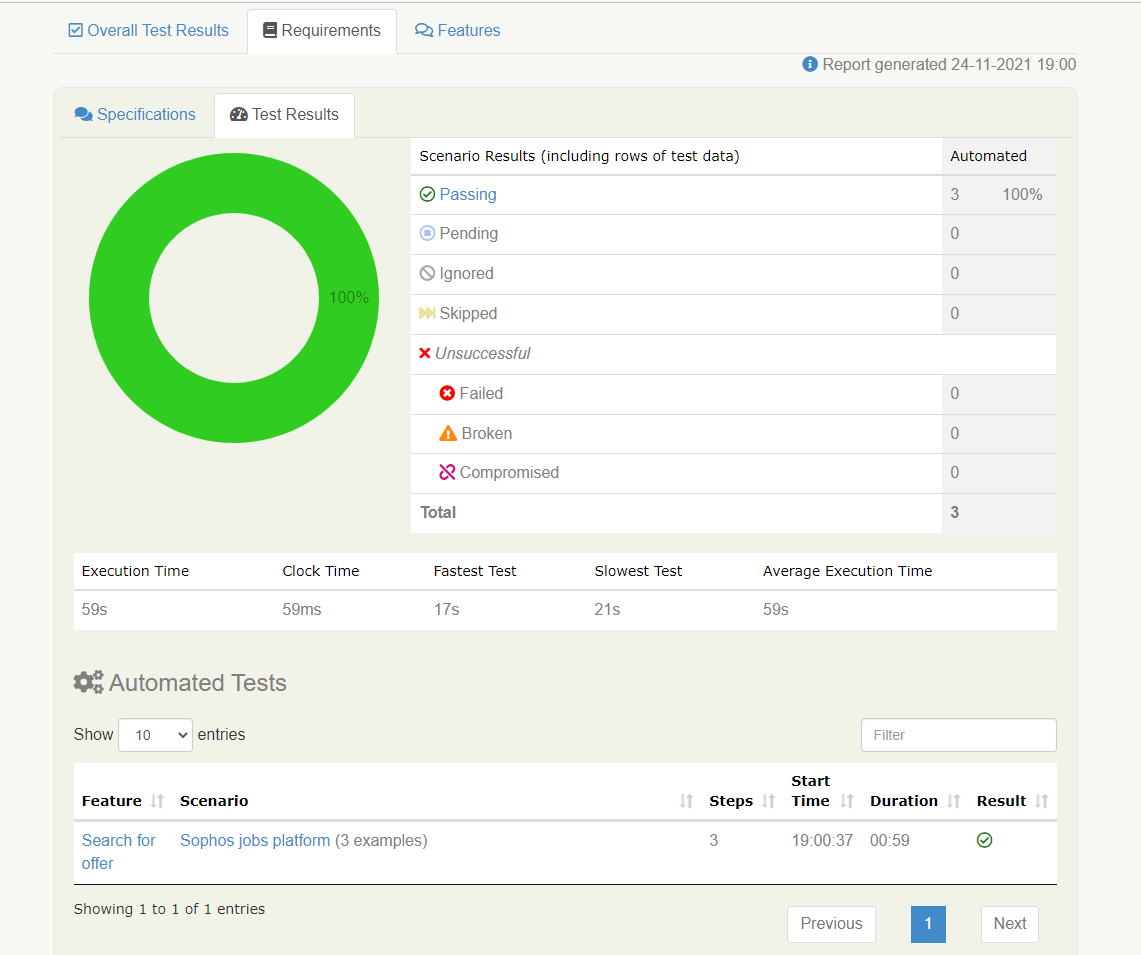 Overall Test Results Requirements Features
Report generated 24-11-2021 19:00
Specifications Test Results
100%
Scenario Results (including rows of test data) Automated
Passing 3 100%
Pending 0
Ignored 0
Skipped 0
Unsuccessful
Failed 0
Broken 0
Compromised 0
Total 3
Execution Time Clock Time Fastest Test Slowest Test Average Execution Time
59s 59ms 17s 21s 59s
Automated Tests
Show 10 entries Filter
Feature Scenario Steps Start Time Duration Result
Search for offer Sophos jobs platform (3 examples) 3 19:00:37 00:59
Showing 1 to 1 of 1 entries
Previous 1 Next